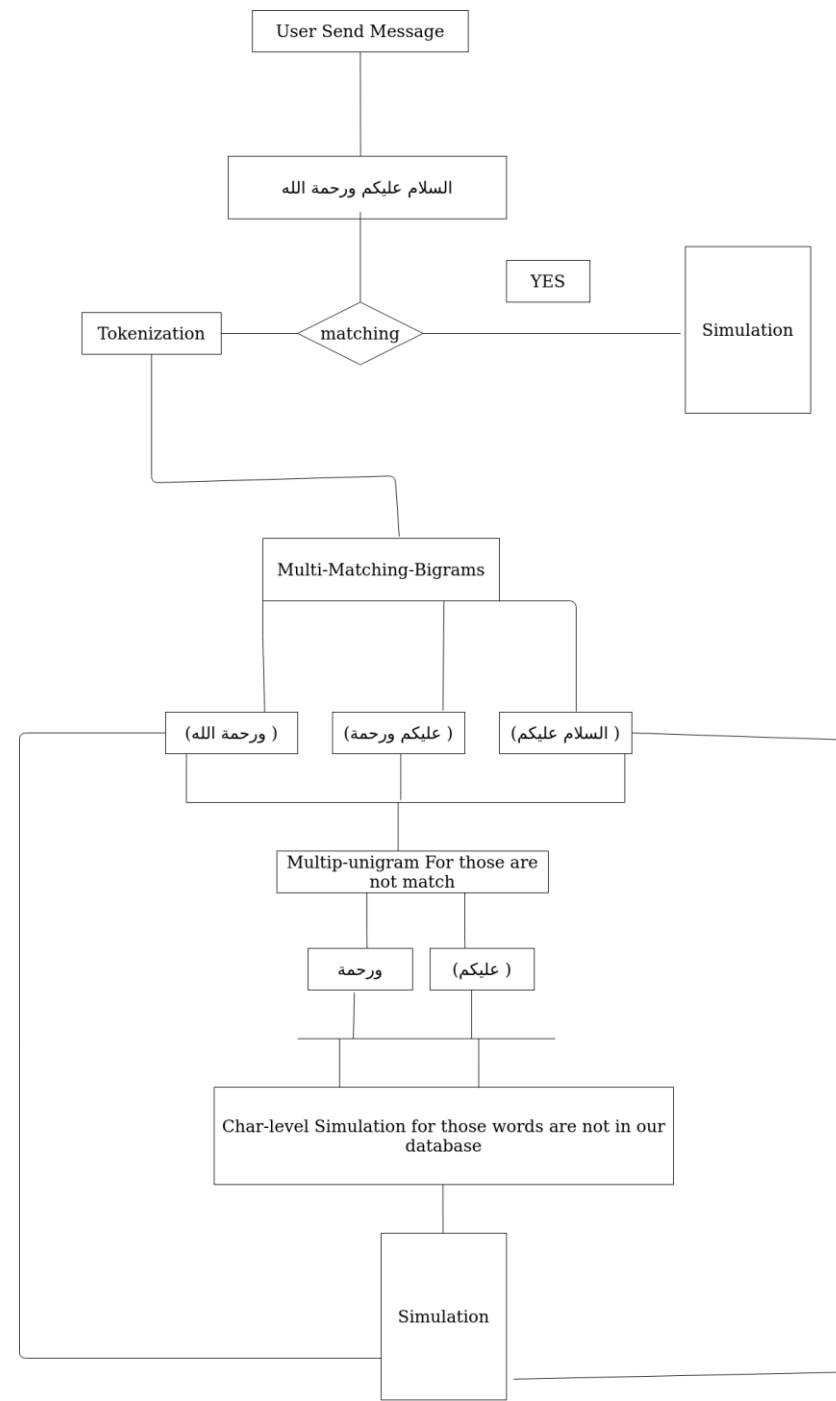 User Send Message
السلام عليكم ورحمة الله
YES
Tokenization
matching
Simulation
Multi-Matching-Bigrams
( ورحمة الله)
( عليكم ورحمة)
( السلام عليكم)
Multip-unigram For those are
not match
ورحمة
( عليكم)
Char-level Simulation for those words are not in our
database
Simulation